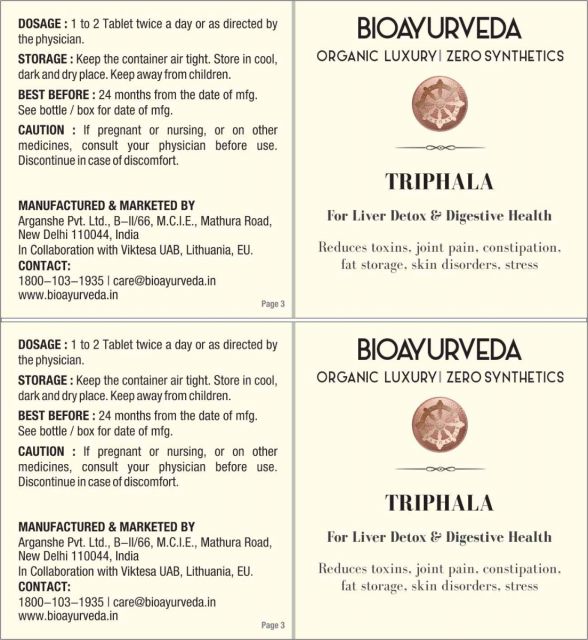 DOSAGE : 1 to 2 Tablet twice a day or as directed by
the physician.
STORAGE : Keep the container air tight. Store in cool,
dark and dry place. Keep away from children.
BEST BEFORE : 24 months from the date of mfg.
See bottle / box for date of mfg.
CAUTION : If pregnant or nursing, or on other
medicines, consult your physician before use.
Discontinue in case of discomfort.
MANUFACTURED & MARKETED BY
Arganshe Pvt. Ltd., B–II/66, M.C.I.E., Mathura Road,
New Delhi 110044, India
In Collaboration with Viktesa UAB, Lithuania, EU.
CONTACT:
1800–103–1935 | care@bioayurveda.in
www.bioayurveda.in
Page 3
BIOAYURVEDA
ORGANIC LUXURY| ZERO SYNTHETICS
TRIPHALA
For Liver Detox & Digestive Health
Reduces toxins, joint pain, constipation,
fat storage, skin disorders, stress
DOSAGE : 1 to 2 Tablet twice a day or as directed by
the physician.
STORAGE : Keep the container air tight. Store in cool,
dark and dry place. Keep away from children.
BEST BEFORE : 24 months from the date of mfg.
See bottle / box for date of mfg.
CAUTION : If pregnant or nursing, or on other
medicines, consult your physician before use.
Discontinue in case of discomfort.
MANUFACTURED & MARKETED BY
Arganshe Pvt. Ltd., B–II/66, M.C.I.E., Mathura Road,
New Delhi 110044, India
In Collaboration with Viktesa UAB, Lithuania, EU.
CONTACT:
1800–103–1935 | care@bioayurveda.in
www.bioayurveda.in
Page 3
BIOAYURVEDA
ORGANIC LUXURY| ZERO SYNTHETICS
TRIPHALA
For Liver Detox & Digestive Health
Reduces toxins, joint pain, constipation,
fat storage, skin disorders, stress